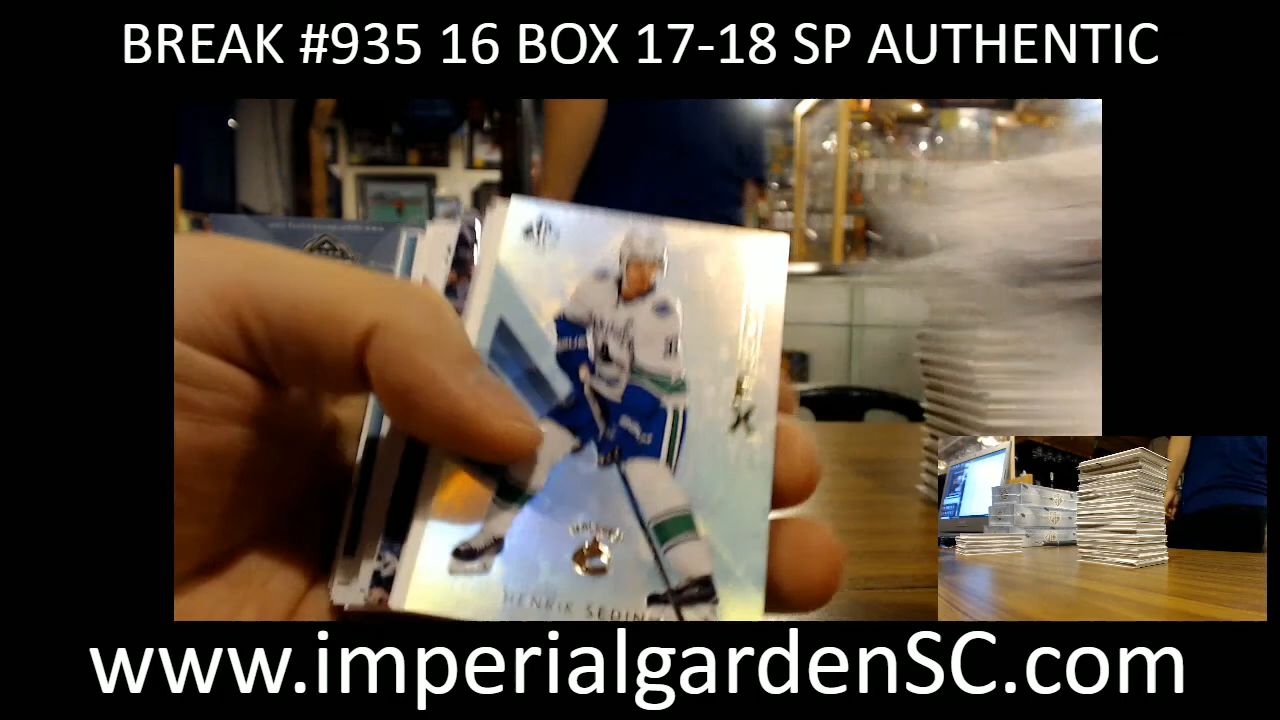 BREAK #935 16 BOX 17-18 SP AUTHENTIC
HENRIK SEDIN
www.imperialgardenSC.com